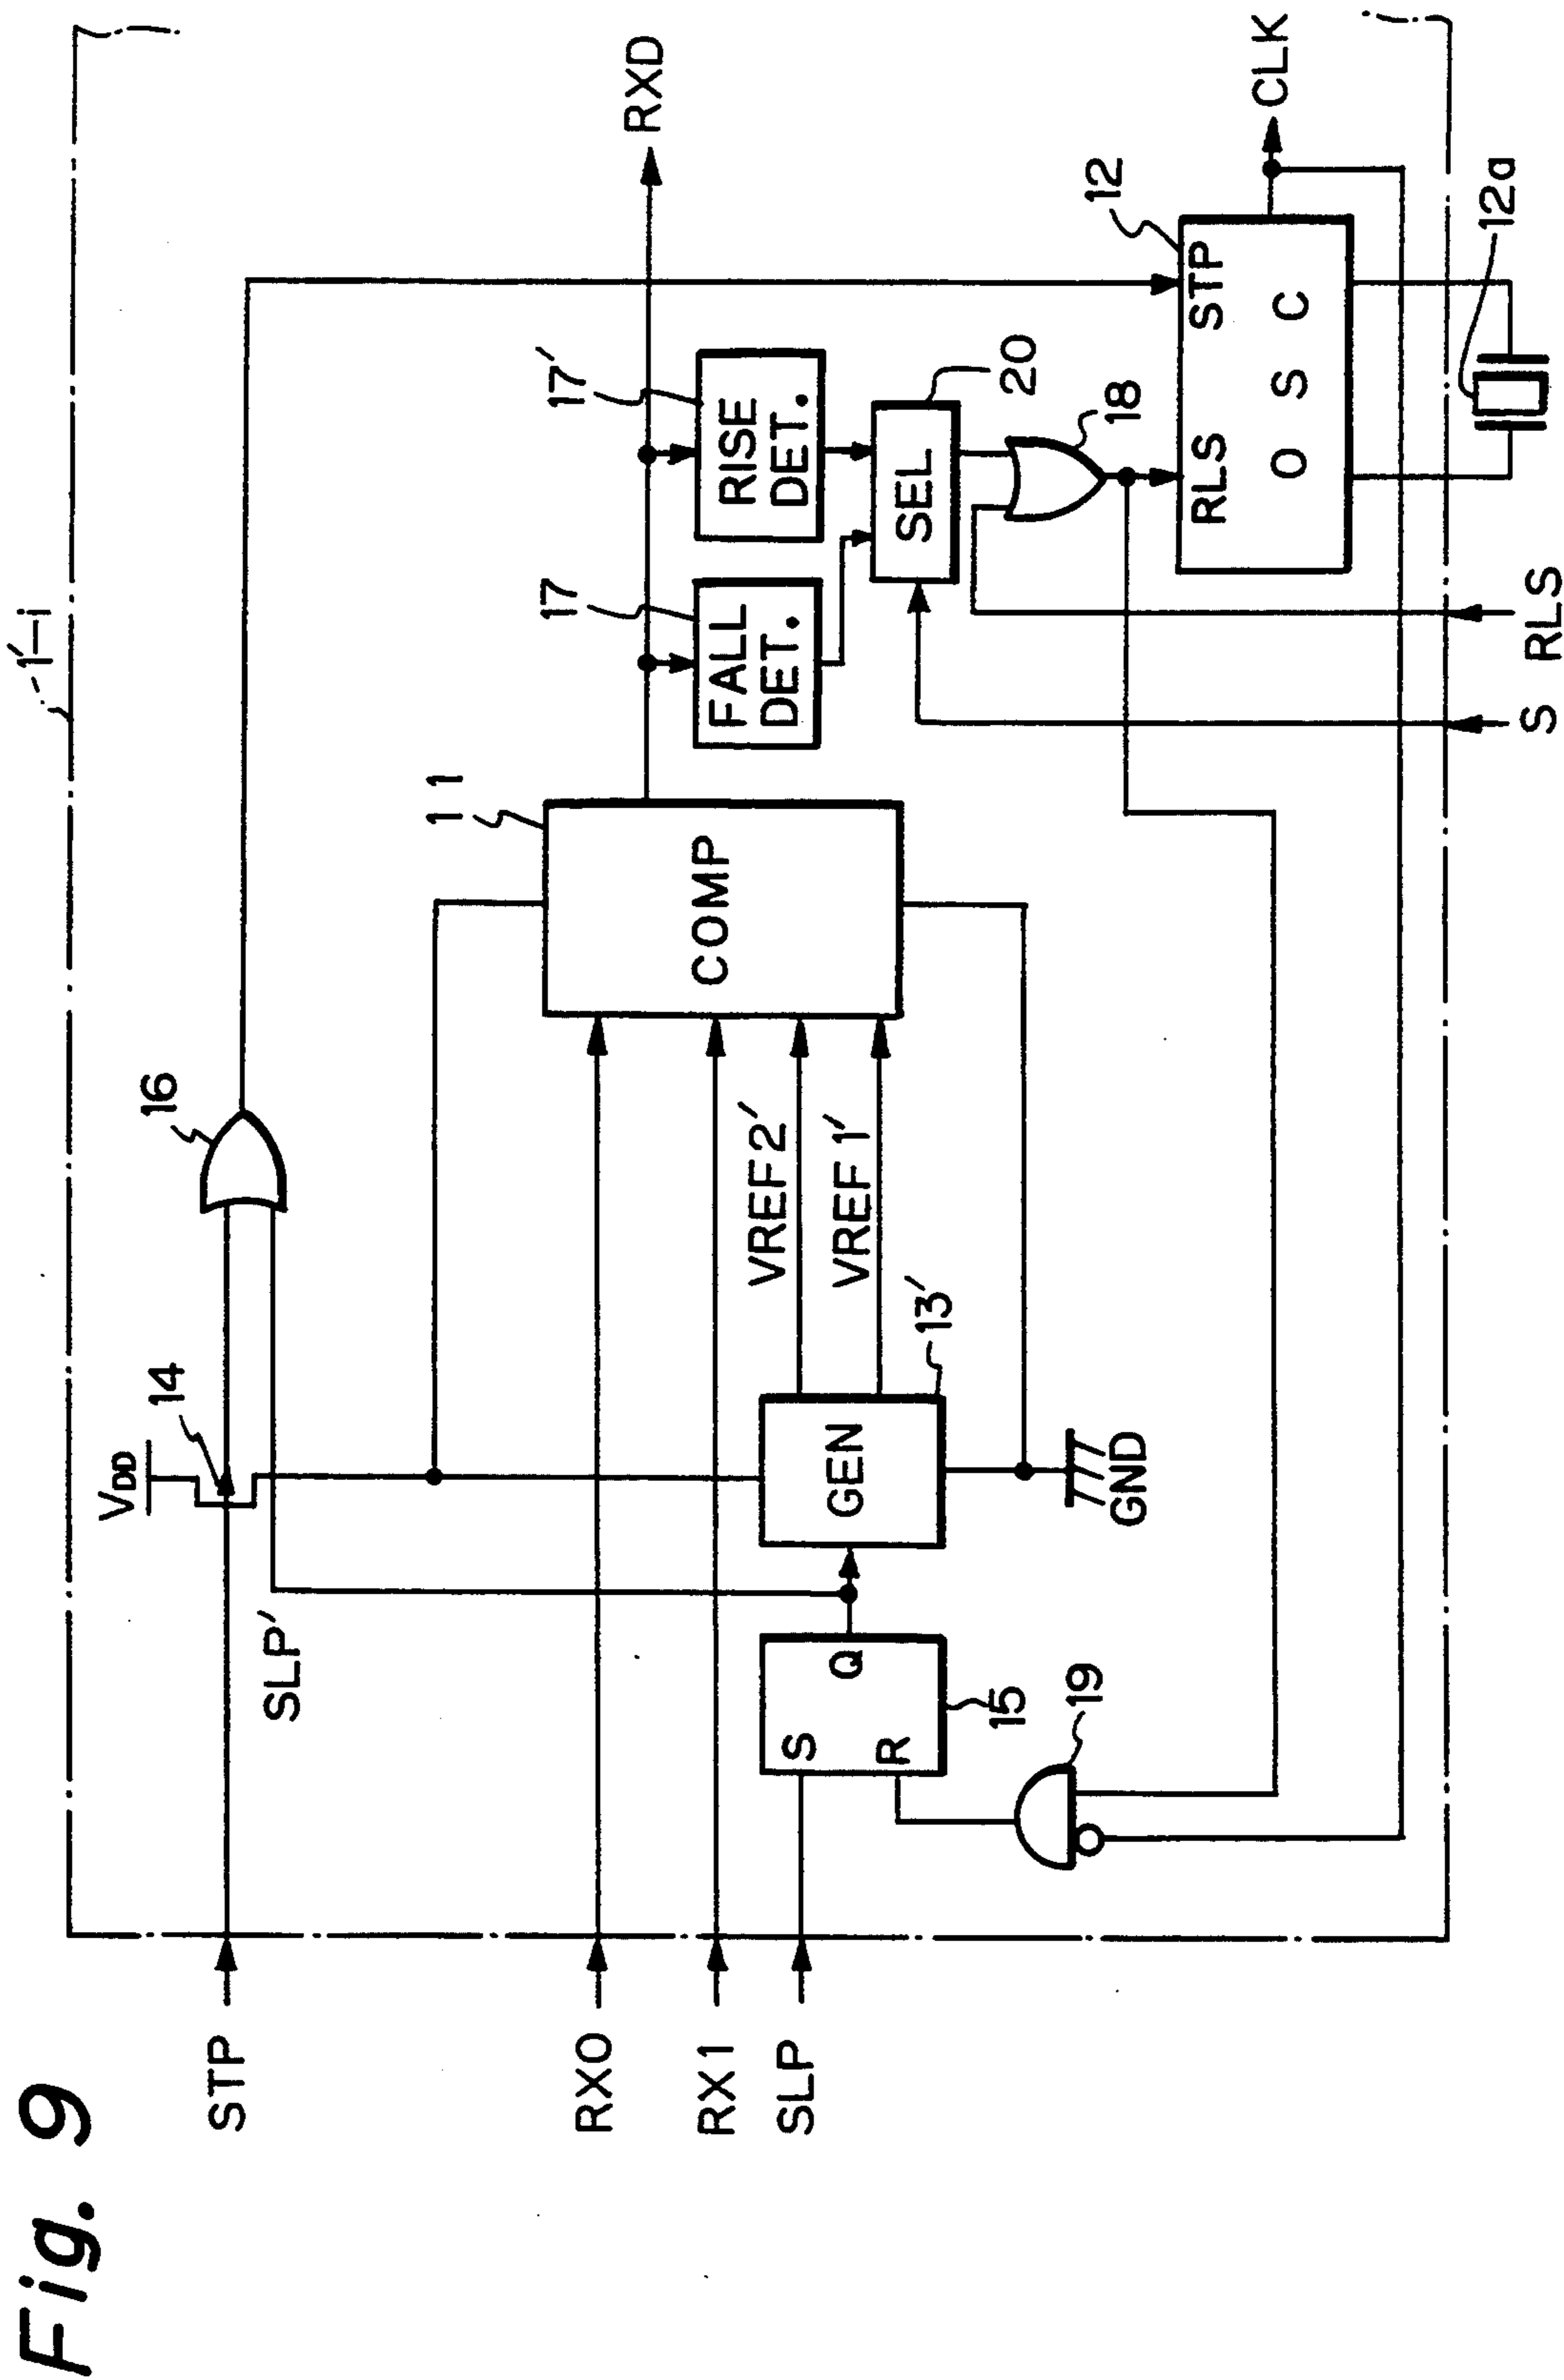 Fig. 9
1'-i
STP
RX0
RX1
SLP
VDD
14
SLP'
16
11
COMP
VREF2'
VREF1'
GEN
13'
GND
S
Q
R
15
19
RXD
17
FALL
DET.
17'
RISE
DET.
SEL
20
18
12
RLS
STP
OSC
CLK
12a
S
RLS